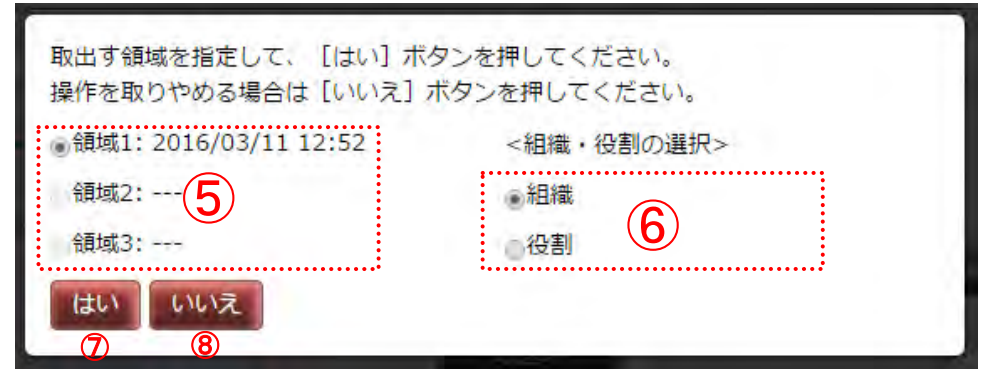 取出す領域を指定して、［はい］ボタンを押してください。
操作を取りやめる場合は［いいえ］ボタンを押してください。
領域1: 2016/03/11 12:52
領域2: ---
領域3: ---
⑤
<組織・役割の選択>
組織
役割
⑥
はい
いいえ
⑦
⑧